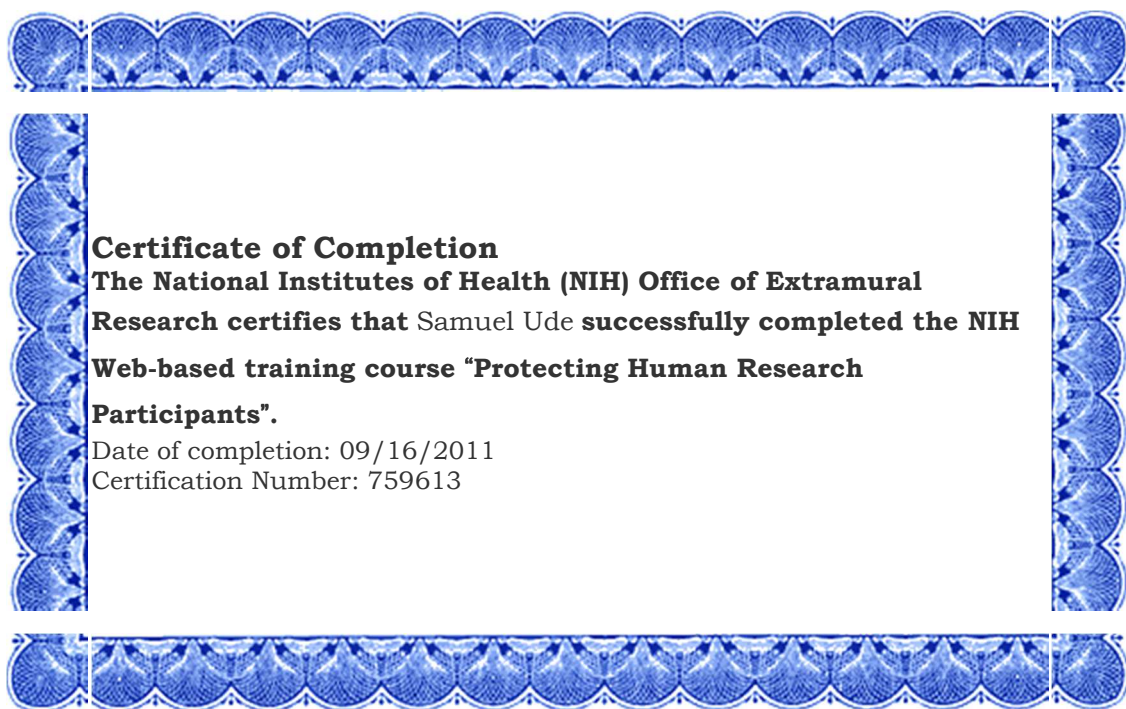 Certificate of Completion
The National Institutes of Health (NIH) Office of Extramural
Research certifies that Samuel Ude successfully completed the NIH
Web-based training course “Protecting Human Research
Participants”.
Date of completion: 09/16/2011
Certification Number: 759613